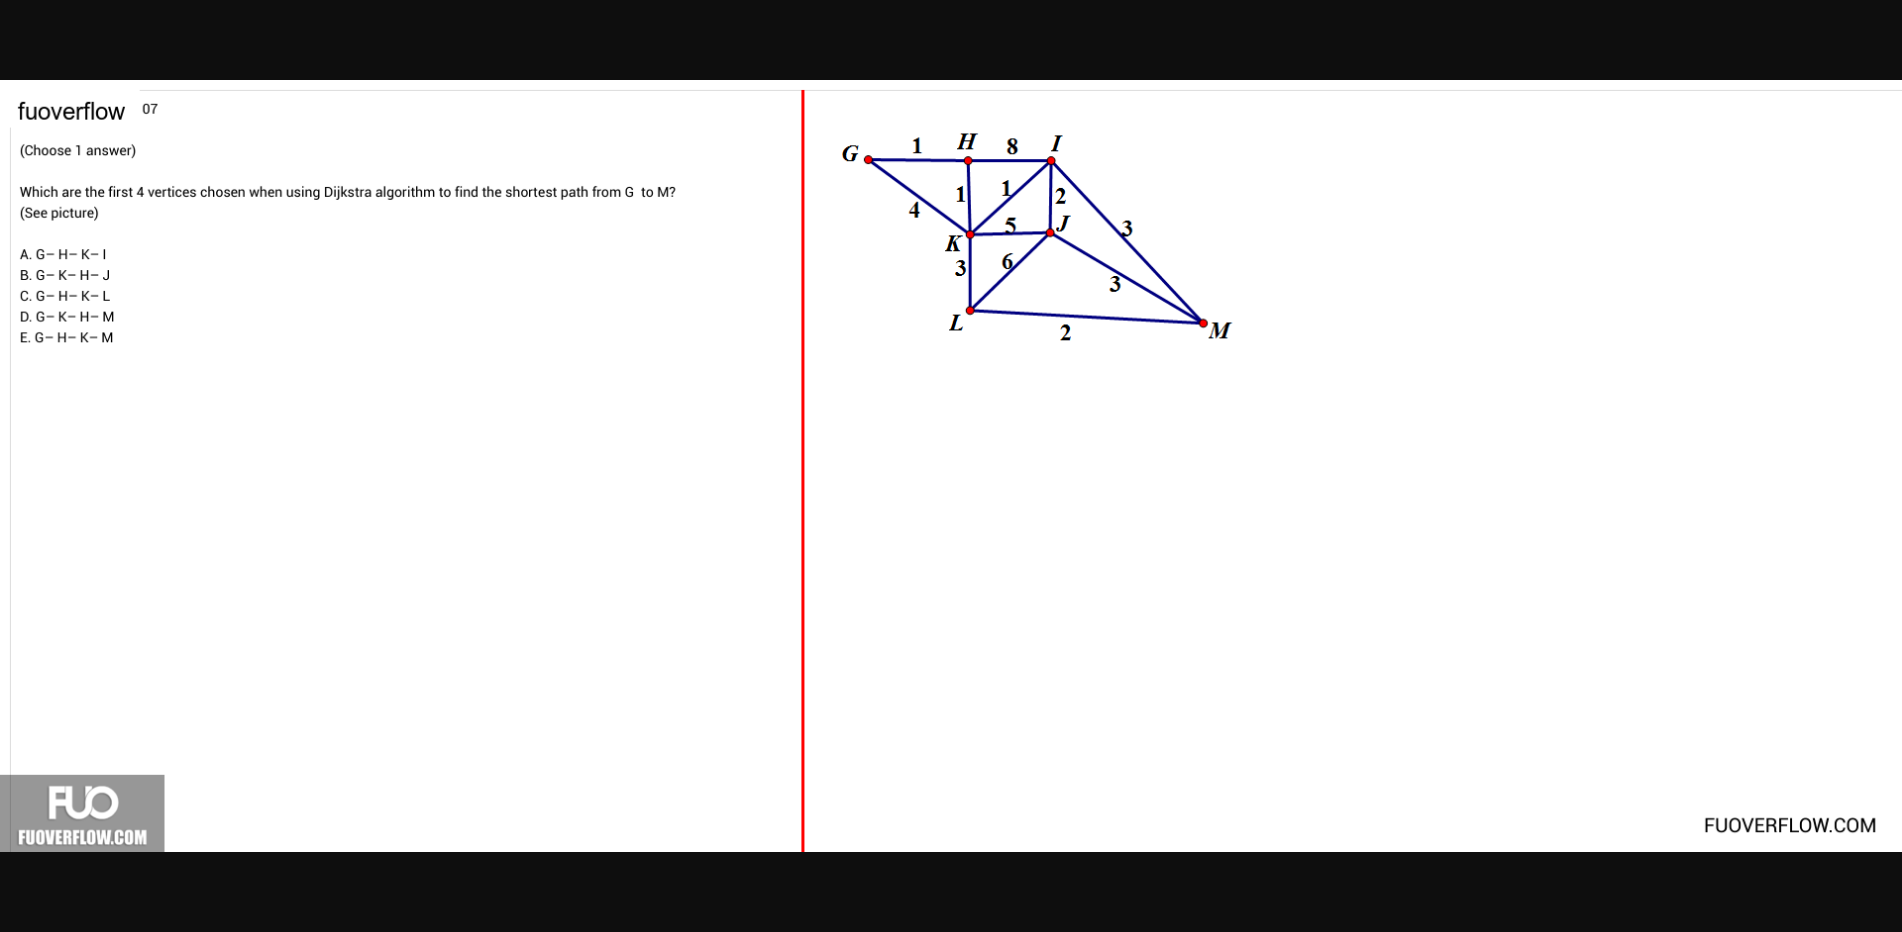 fuoverflow 07
(Choose 1 answer)
Which are the first 4 vertices chosen when using Dijkstra algorithm to find the shortest path from G to M?
(See picture)
A. G– H– K– I
B. G– K– H– J
C. G– H– K– L
D. G– K– H– M
E. G– H– K– M
G 1 H 8 I
4 1 1 2
K 5 J 3
3 6 3
L 2 M
FUO
FUOVERFLOW.COM
FUOVERFLOW.COM